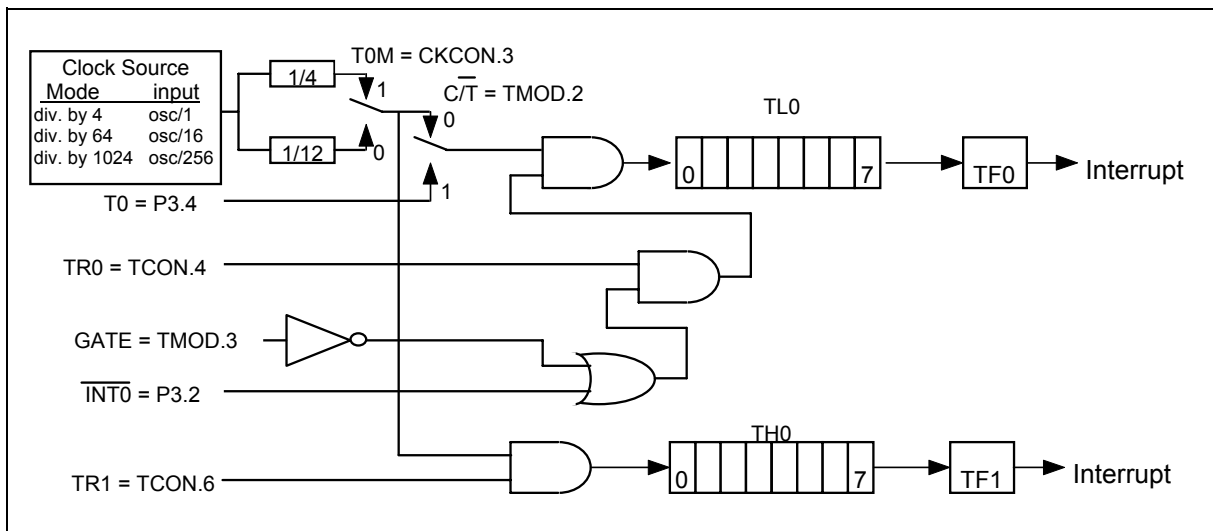 Clock Source
Mode input
div. by 4 osc/1
div. by 64 osc/16
div. by 1024 osc/256
1/4
1/12
T0M = CKCON.3
1
0
C/T̅ = TMOD.2
0
1
T0 = P3.4
TL0
0 7
TF0
Interrupt
TR0 = TCON.4
GATE = TMOD.3
I̅N̅T̅0̅ = P3.2
TR1 = TCON.6
TH0
0 7
TF1
Interrupt